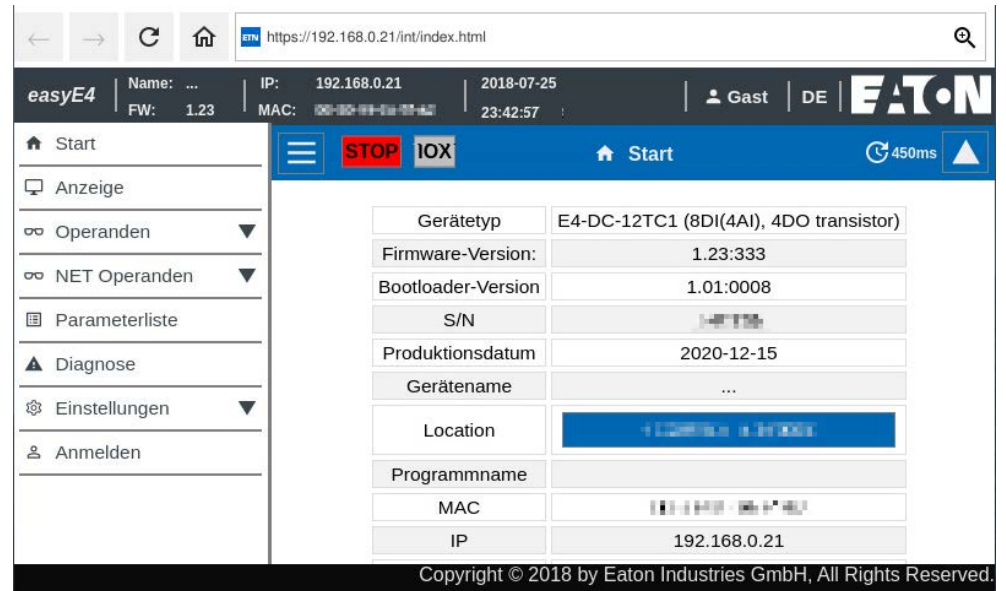 ETN https://192.168.0.21/int/index.html
easyE4
Name: ...
FW: 1.23
IP: 192.168.0.21
MAC:
2018-07-25
23:42:57 :
Gast
DE
EATON
Start
Anzeige
Operanden
NET Operanden
Parameterliste
Diagnose
Einstellungen
Anmelden
STOP
Start
450ms
Gerätetyp E4-DC-12TC1 (8DI(4AI), 4DO transistor)
Firmware-Version: 1.23:333
Bootloader-Version 1.01:0008
S/N
Produktionsdatum 2020-12-15
Gerätename ...
Location
Programmname
MAC
IP 192.168.0.21
Copyright © 2018 by Eaton Industries GmbH, All Rights Reserved.